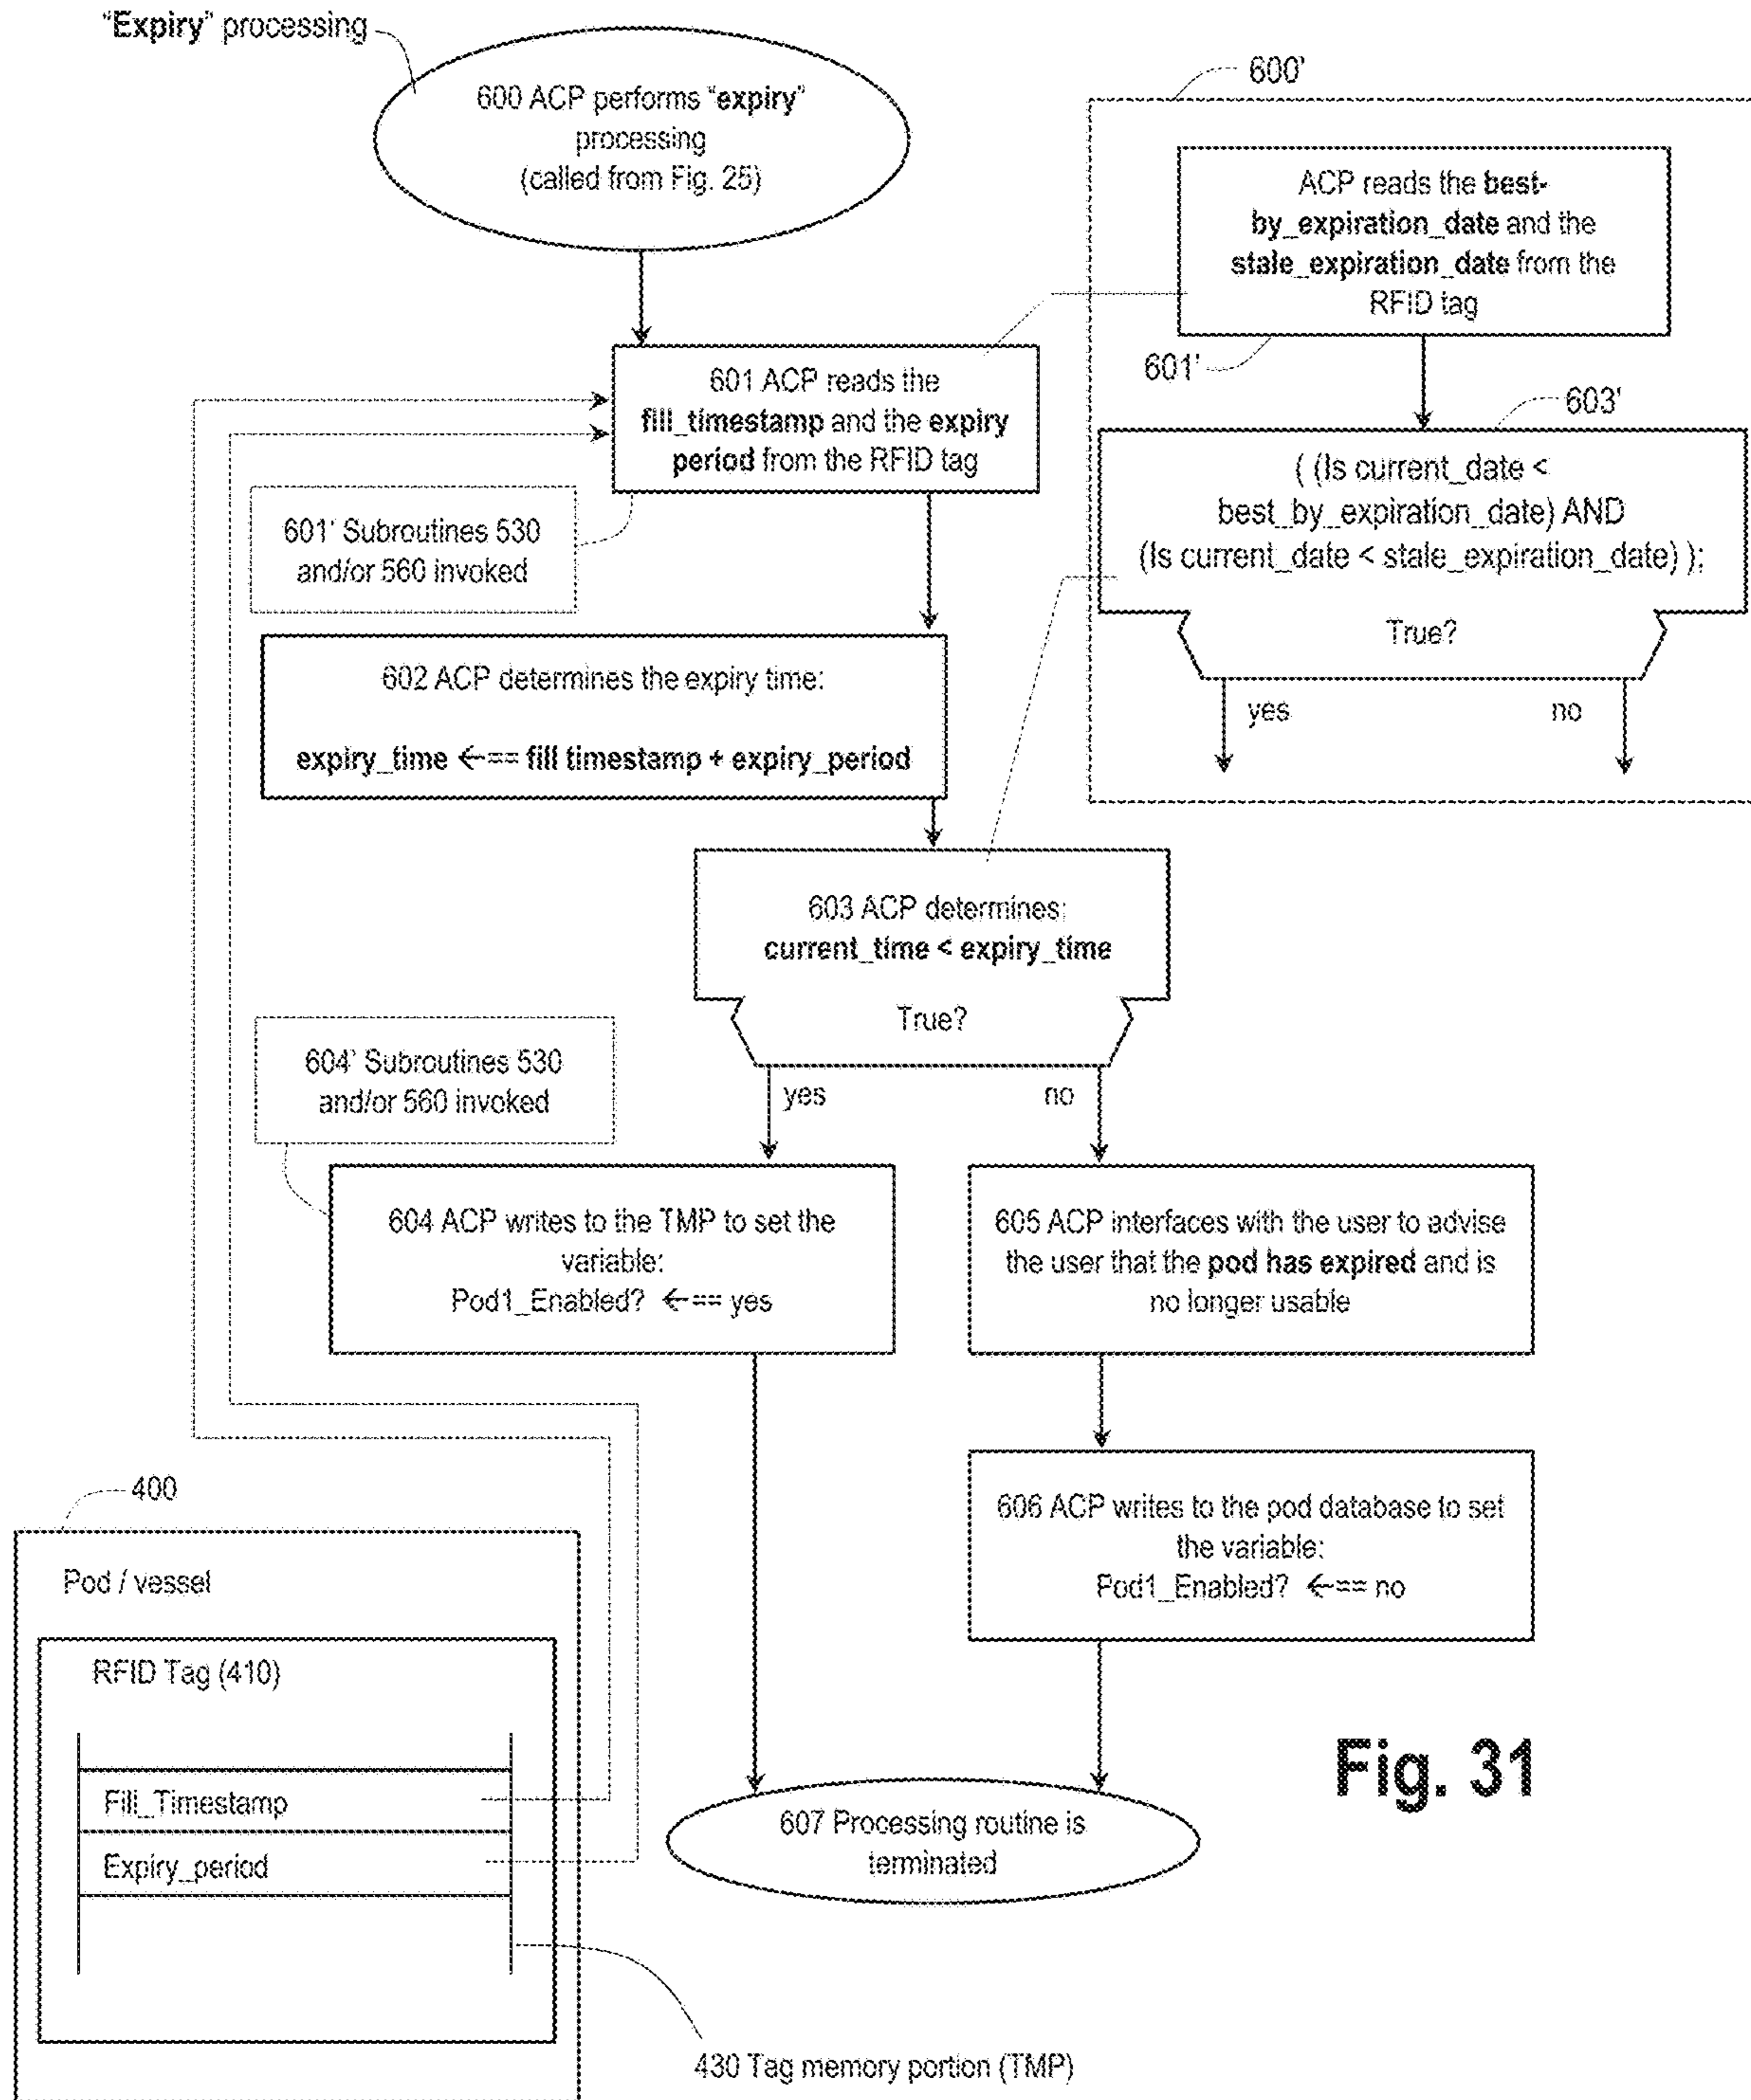 "Expiry" processing
600 ACP performs "expiry"
processing
(called from Fig. 25)
600'
ACP reads the best-
by_expiration_date and the
stale_expiration_date from the
RFID tag
601'
603'
( (Is current_date <
best_by_expiration_date) AND
(Is current_date < stale_expiration_date) );
True?
yes
no
601 ACP reads the
fill_timestamp and the expiry
period from the RFID tag
601' Subroutines 530
and/or 560 invoked
602 ACP determines the expiry time:
expiry_time <== fill timestamp + expiry_period
603 ACP determines:
current_time < expiry_time
True?
yes
no
604' Subroutines 530
and/or 560 invoked
604 ACP writes to the TMP to set the
variable:
Pod1_Enabled? <== yes
605 ACP interfaces with the user to advise
the user that the pod has expired and is
no longer usable
606 ACP writes to the pod database to set
the variable:
Pod1_Enabled? <== no
607 Processing routine is
terminated
400
Pod / vessel
RFID Tag (410)
Fill_Timestamp
Expiry_period
430 Tag memory portion (TMP)
Fig. 31